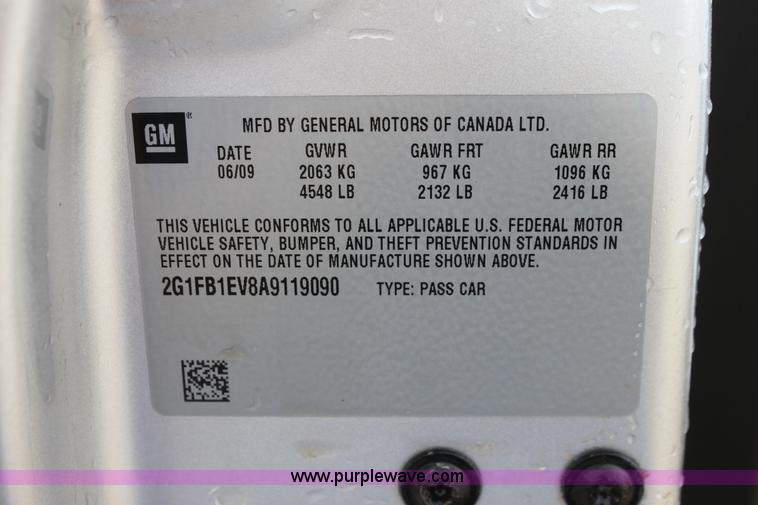 GM
®
MFD BY GENERAL MOTORS OF CANADA LTD.
DATE GVWR GAWR FRT GAWR RR
06/09 2063 KG 967 KG 1096 KG
4548 LB 2132 LB 2416 LB
THIS VEHICLE CONFORMS TO ALL APPLICABLE U.S. FEDERAL MOTOR
VEHICLE SAFETY, BUMPER, AND THEFT PREVENTION STANDARDS IN
EFFECT ON THE DATE OF MANUFACTURE SHOWN ABOVE.
2G1FB1EV8A9119090 TYPE: PASS CAR
www.purplewave.com